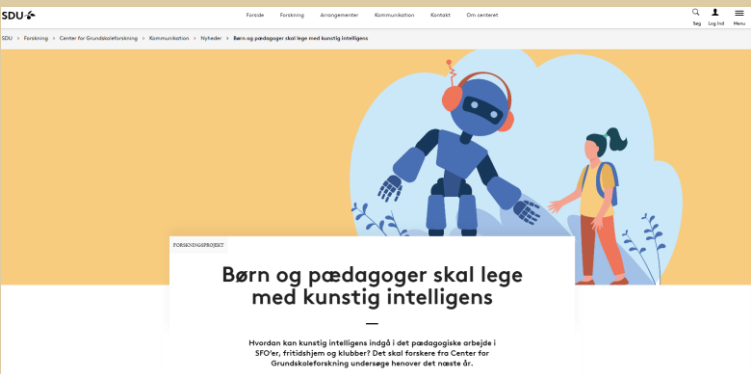 SDU
Forside Forskning Arrangementer Kommunikation Kontakt Om centeret
Søg Log Ind Menu
SDU > Forskning > Center for Grundskoleforskning > Kommunikation > Nyheder > Børn og pædagoger skal lege med kunstig intelligens
FORSKNINGSPROJEKT
Børn og pædagoger skal lege
med kunstig intelligens
Hvordan kan kunstig intelligens indgå i det pædagogiske arbejde i
SFO'er, fritidshjem og klubber? Det skal forskere fra Center for
Grundskoleforskning undersøge henover det næste år.